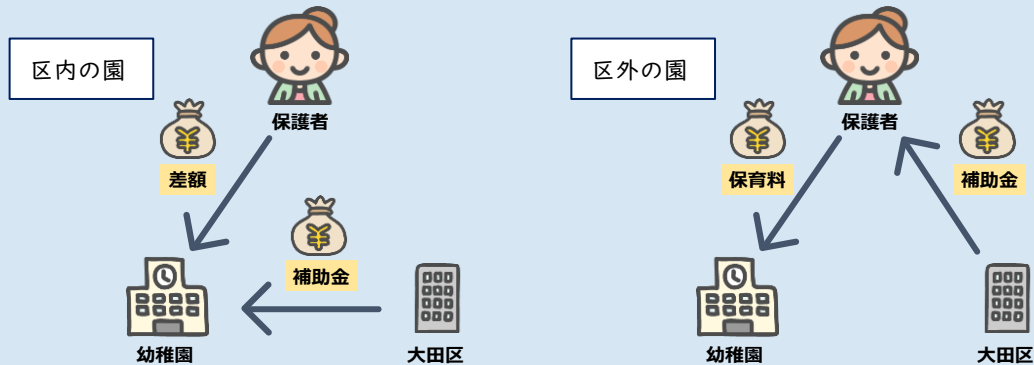 区内の園
保護者
差額
補助金
幼稚園
大田区
区外の園
保護者
保育料
補助金
幼稚園
大田区